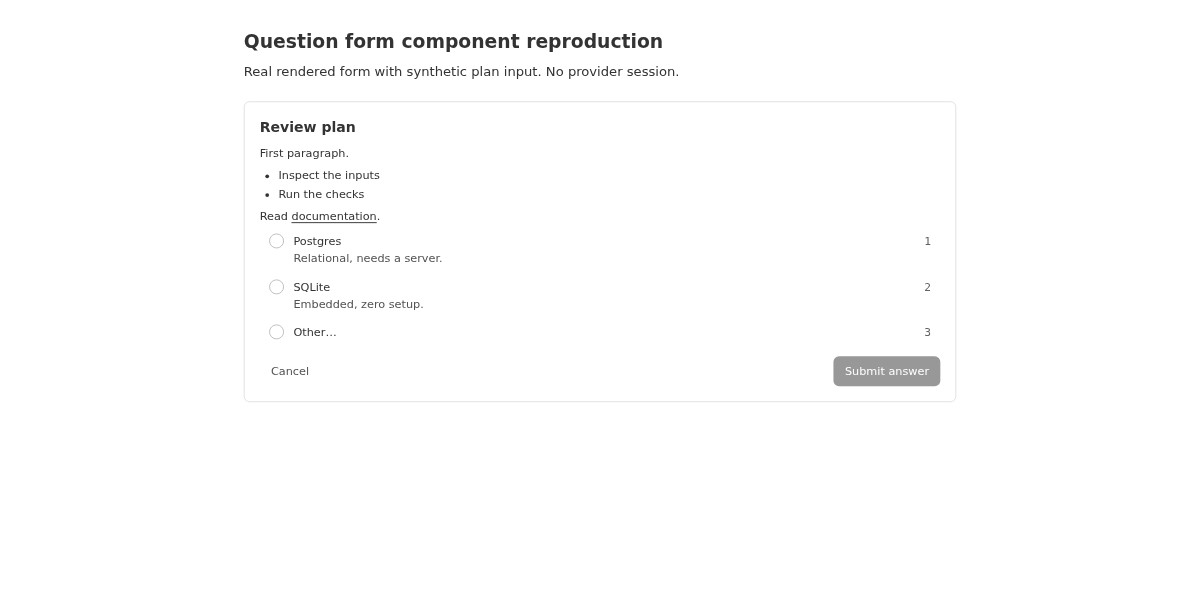 Question form component reproduction
Real rendered form with synthetic plan input. No provider session.
Review plan
First paragraph.
• Inspect the inputs
• Run the checks
Read documentation.
Postgres 1
Relational, needs a server.
SQLite 2
Embedded, zero setup.
Other… 3
Cancel Submit answer